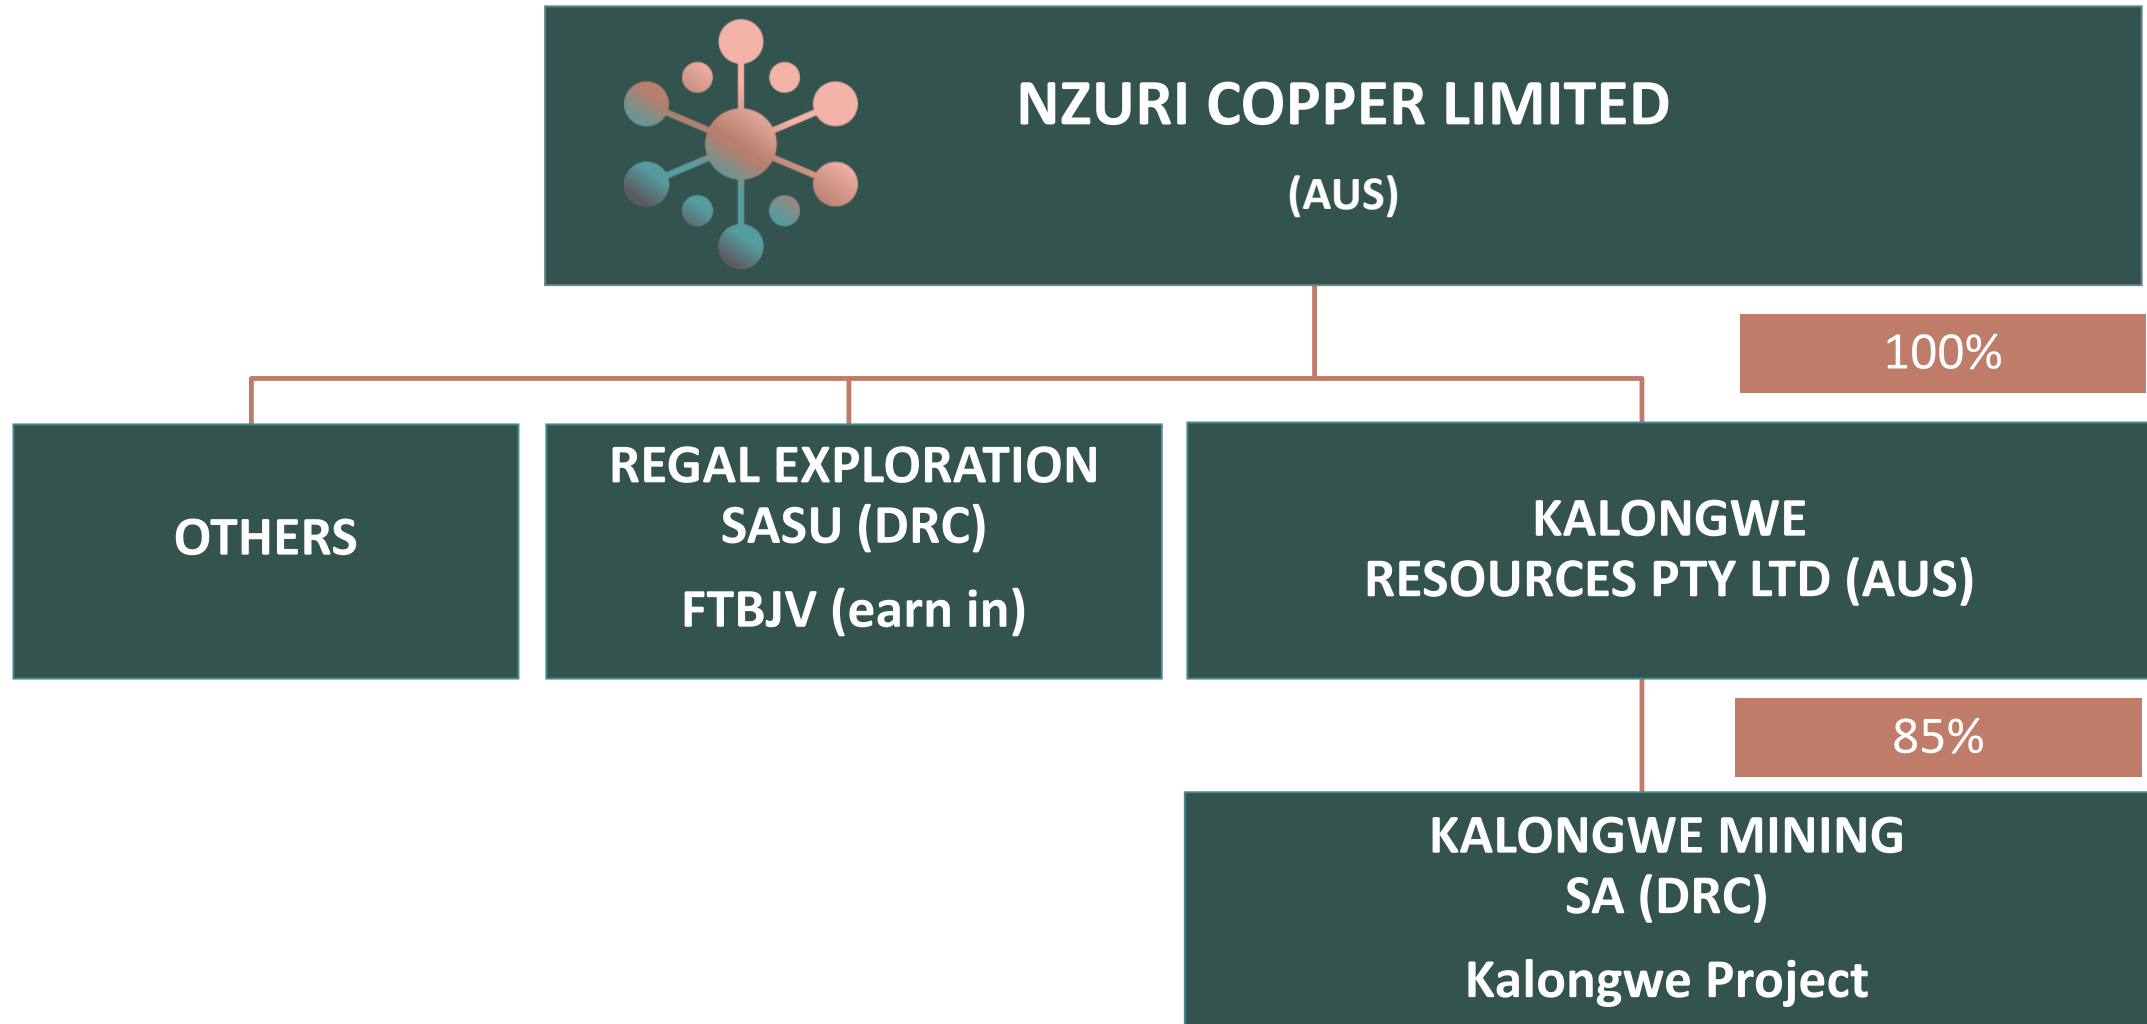 NZURI COPPER LIMITED
(AUS)
100%
OTHERS
REGAL EXPLORATION
SASU (DRC)
FTBJV (earn in)
KALONGWE
RESOURCES PTY LTD (AUS)
85%
KALONGWE MINING
SA (DRC)
Kalongwe Project